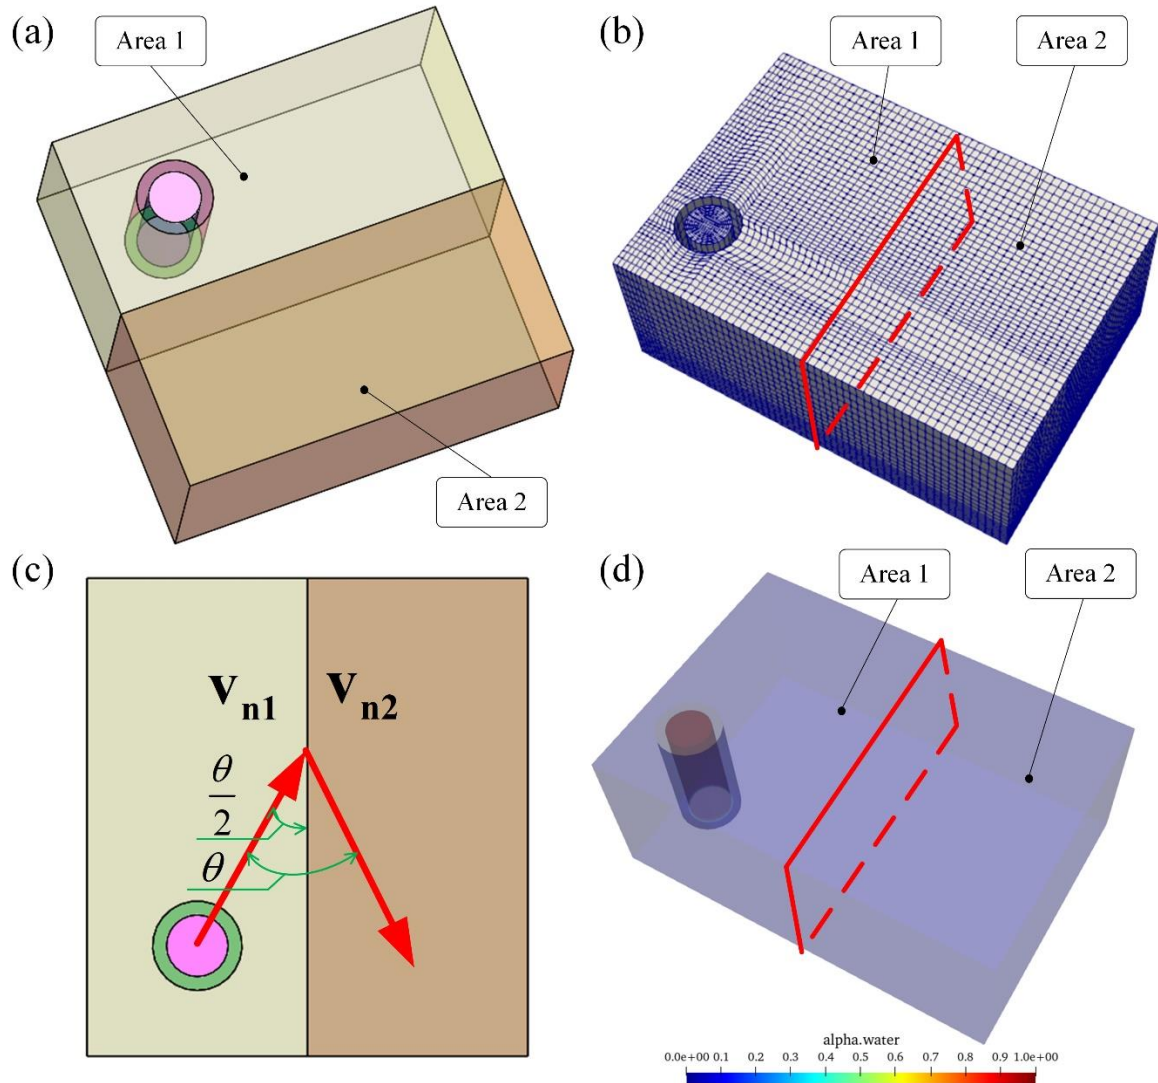 (a)
Area 1
Area 2
(b)
Area 1
Area 2
(c)
v_n1
v_n2
θ/2
θ
(d)
Area 1
Area 2
alpha.water
0.0e+00 0.1 0.2 0.3 0.4 0.5 0.6 0.7 0.8 0.9 1.0e+00